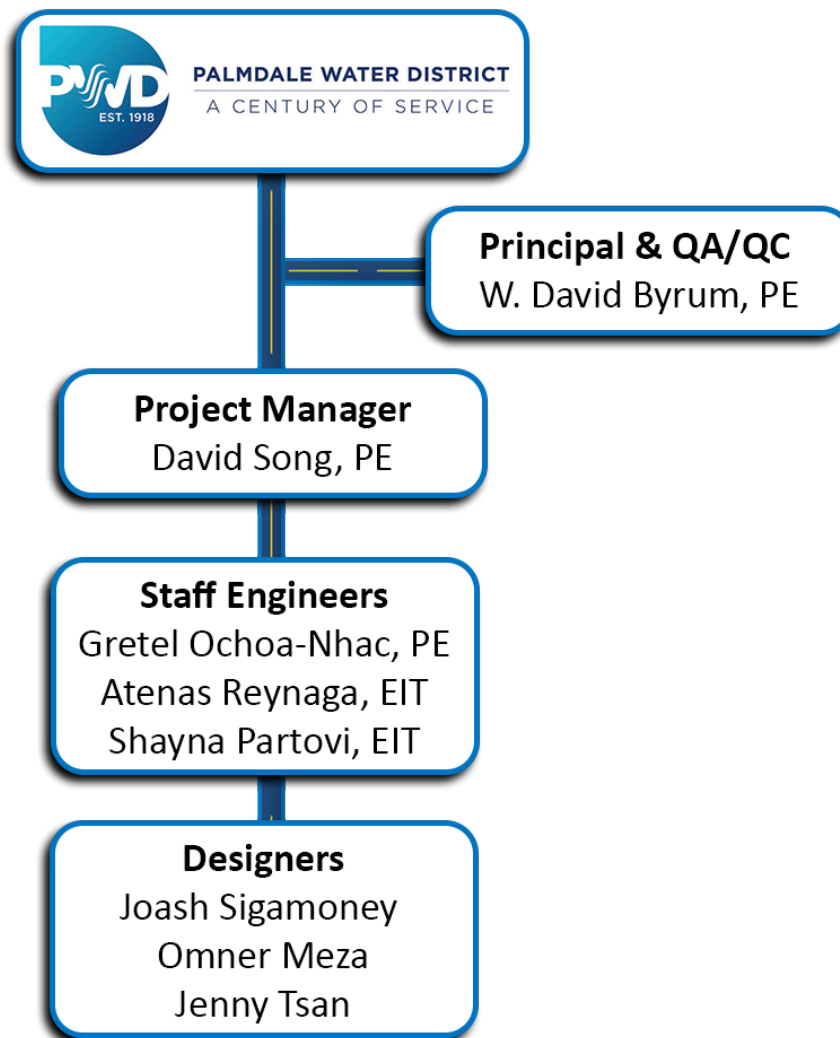 PWD
EST. 1918
PALMDALE WATER DISTRICT
A CENTURY OF SERVICE
Principal & QA/QC
W. David Byrum, PE
Project Manager
David Song, PE
Staff Engineers
Gretel Ochoa-Nhac, PE
Atenas Reynaga, EIT
Shayna Partovi, EIT
Designers
Joash Sigamoney
Omner Meza
Jenny Tsan